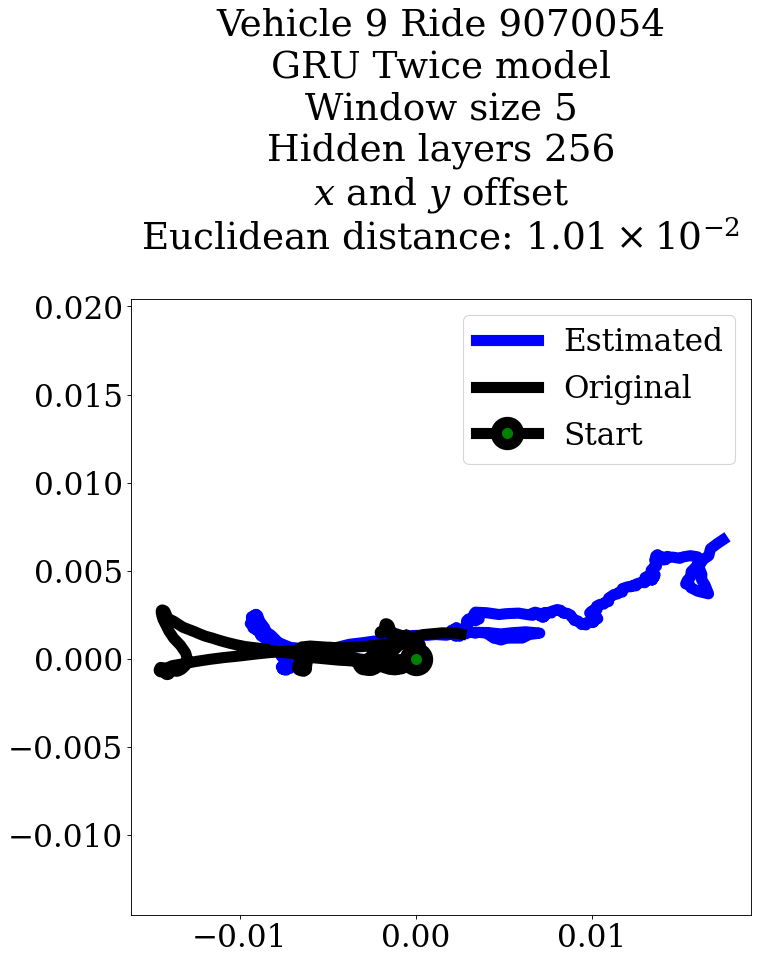 Vehicle 9 Ride 9070054
GRU Twice model
Window size 5
Hidden layers 256
x and y offset
Euclidean distance: 1.01 × 10⁻²
Estimated
Original
Start
0.020
0.015
0.010
0.005
0.000
−0.005
−0.010
−0.01 0.00 0.01